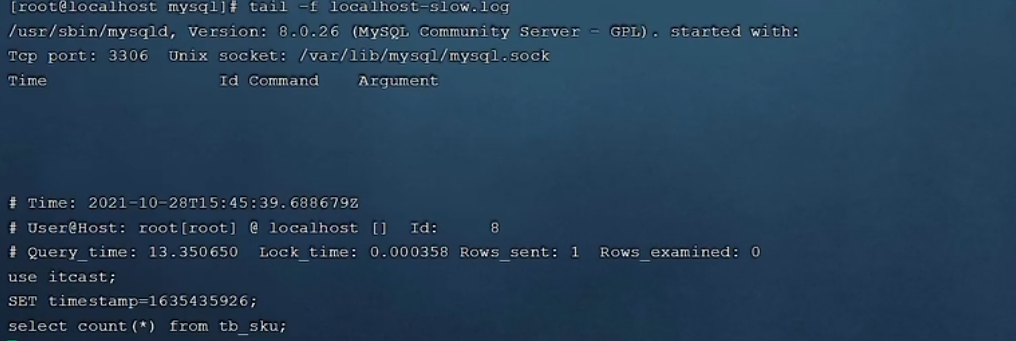 [root@localhost mysql]# tail -f localhost-slow.log
/usr/sbin/mysqld, Version: 8.0.26 (MySQL Community Server - GPL). started with:
Tcp port: 3306  Unix socket: /var/lib/mysql/mysql.sock
Time                 Id Command    Argument
# Time: 2021-10-28T15:45:39.688679Z
# User@Host: root[root] @ localhost []  Id:     8
# Query_time: 13.350650  Lock_time: 0.000358 Rows_sent: 1  Rows_examined: 0
use itcast;
SET timestamp=1635435926;
select count(*) from tb_sku;